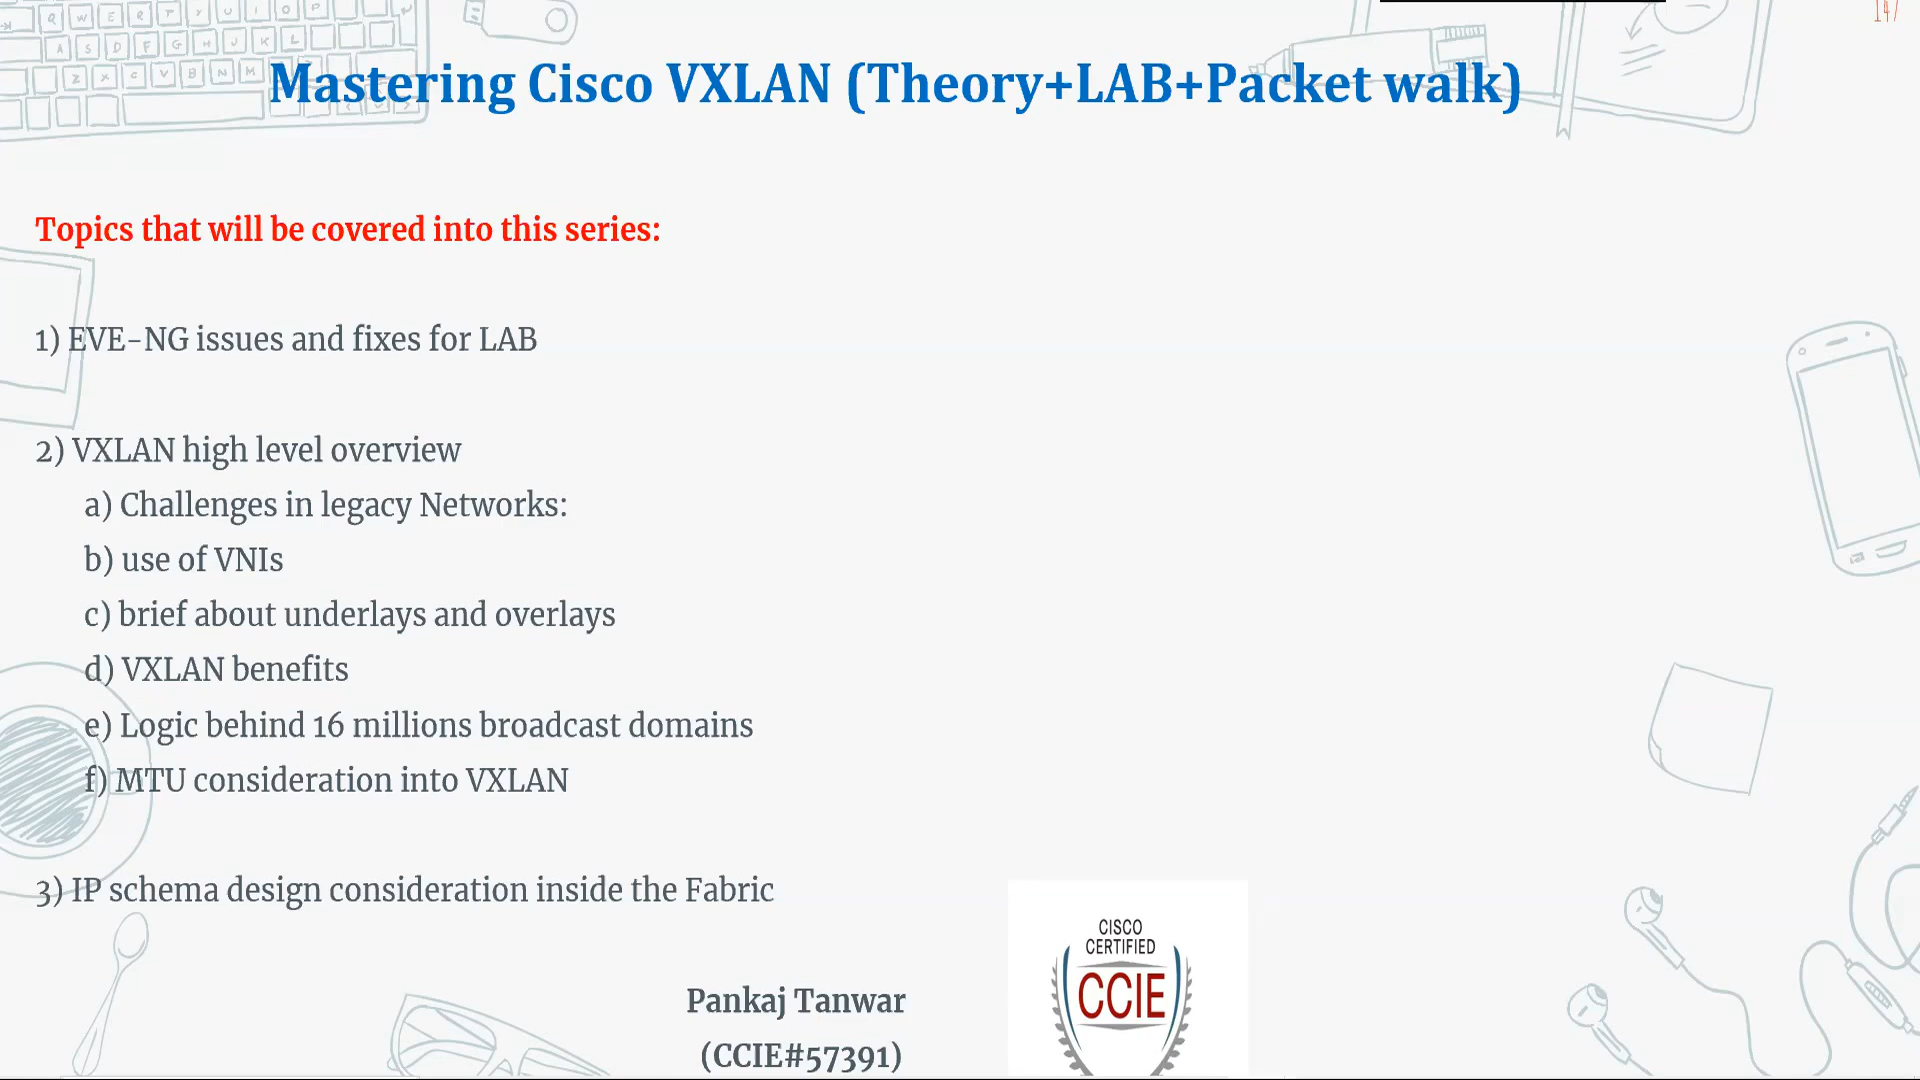 147
Q W E R T Y U I O P
A S D F G H J K L
Z X C V B N M
Mastering Cisco VXLAN (Theory+LAB+Packet walk)
Topics that will be covered into this series:
1) EVE-NG issues and fixes for LAB
2) VXLAN high level overview
a) Challenges in legacy Networks:
b) use of VNIs
c) brief about underlays and overlays
d) VXLAN benefits
e) Logic behind 16 millions broadcast domains
f) MTU consideration into VXLAN
3) IP schema design consideration inside the Fabric
CISCO
CERTIFIED
CCIE
Pankaj Tanwar
(CCIE#57391)